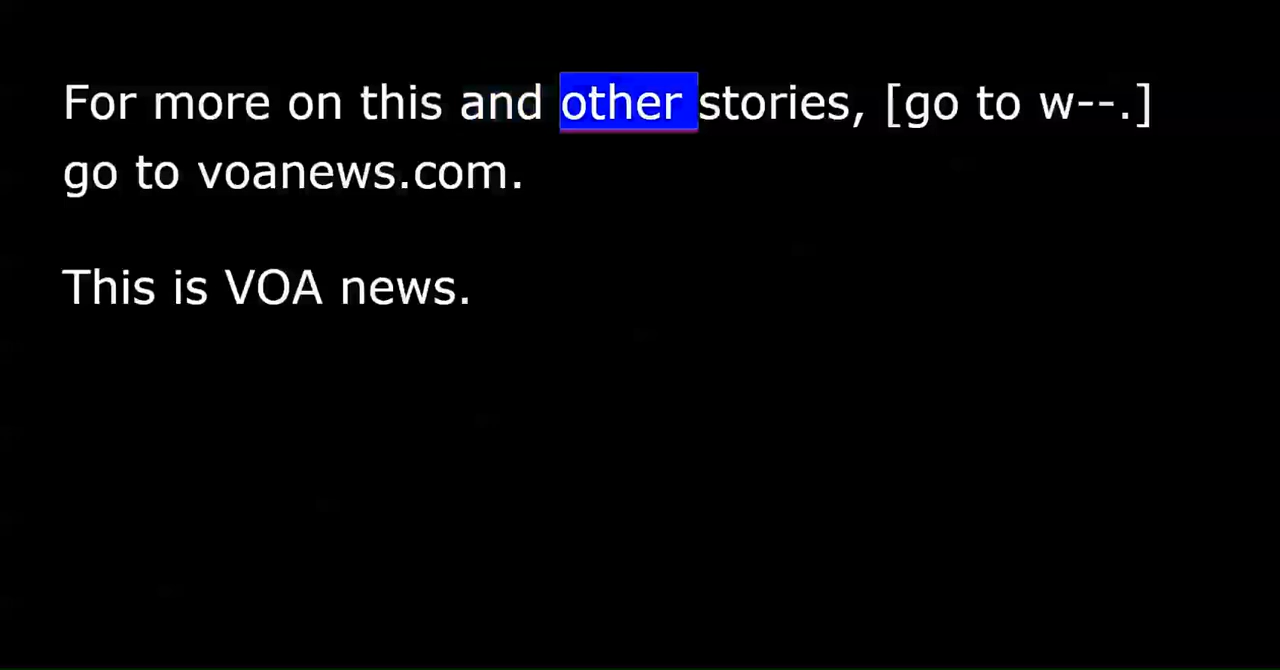 For more on this and other stories, [go to w--.]
go to voanews.com.
This is VOA news.